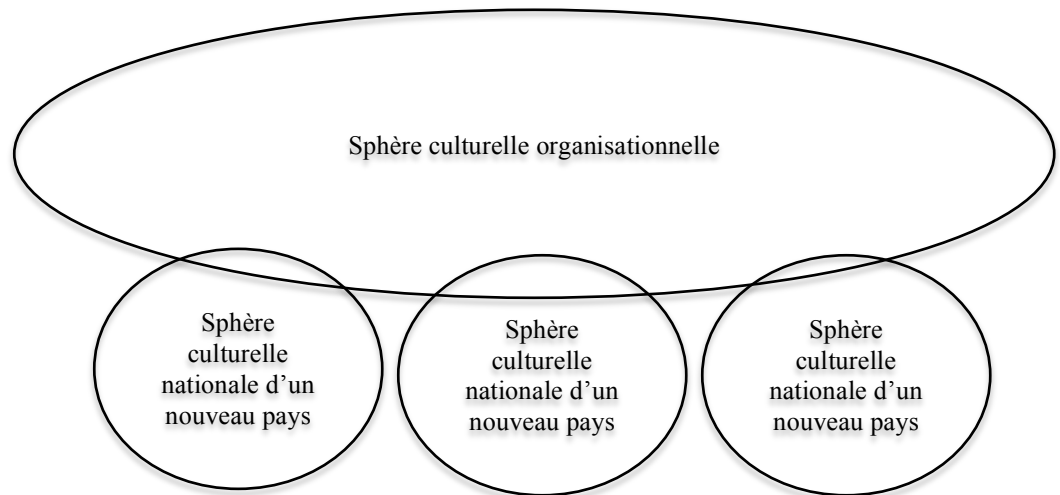 Sphère culturelle organisationnelle
Sphère
culturelle
nationale d’un
nouveau pays
Sphère
culturelle
nationale d’un
nouveau pays
Sphère
culturelle
nationale d’un
nouveau pays